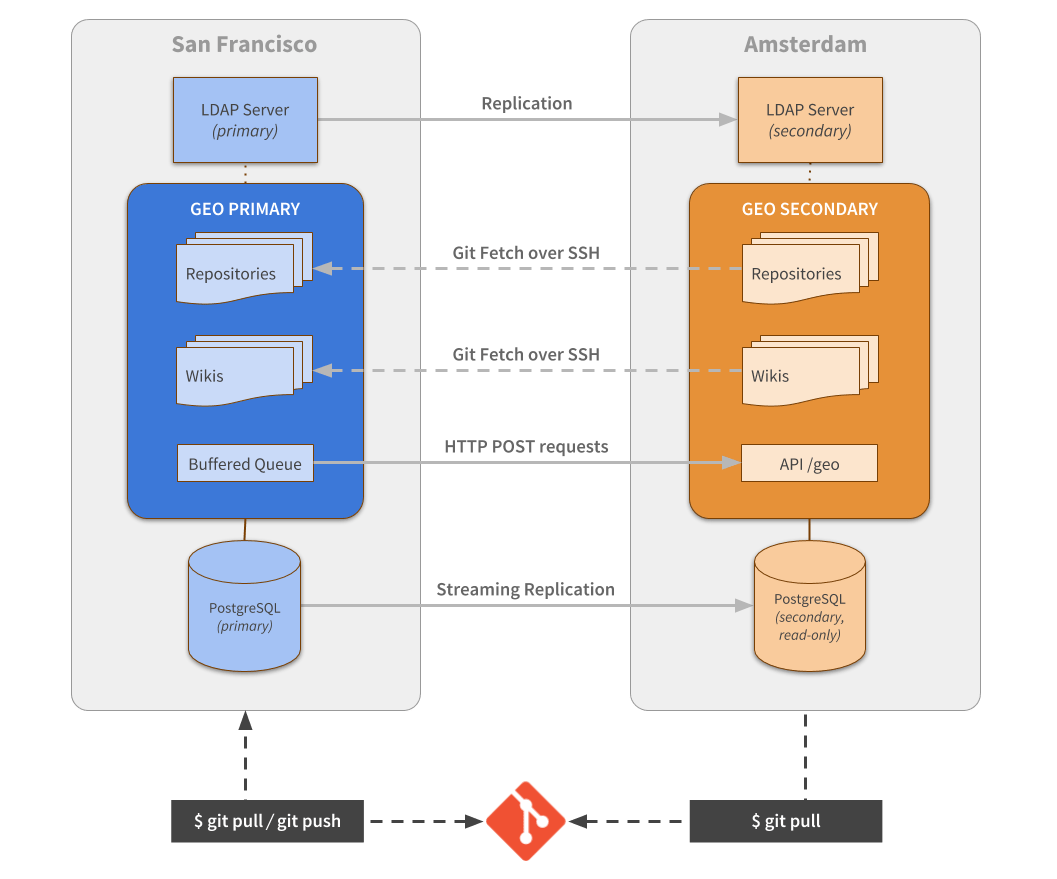 San Francisco
Amsterdam
LDAP Server
(primary)
Replication
LDAP Server
(secondary)
GEO PRIMARY
GEO SECONDARY
Git Fetch over SSH
Repositories
Repositories
Git Fetch over SSH
Wikis
Wikis
HTTP POST requests
Buffered Queue
API /geo
Streaming Replication
PostgreSQL
(primary)
PostgreSQL
(secondary,
read-only)
$ git pull / git push
$ git pull